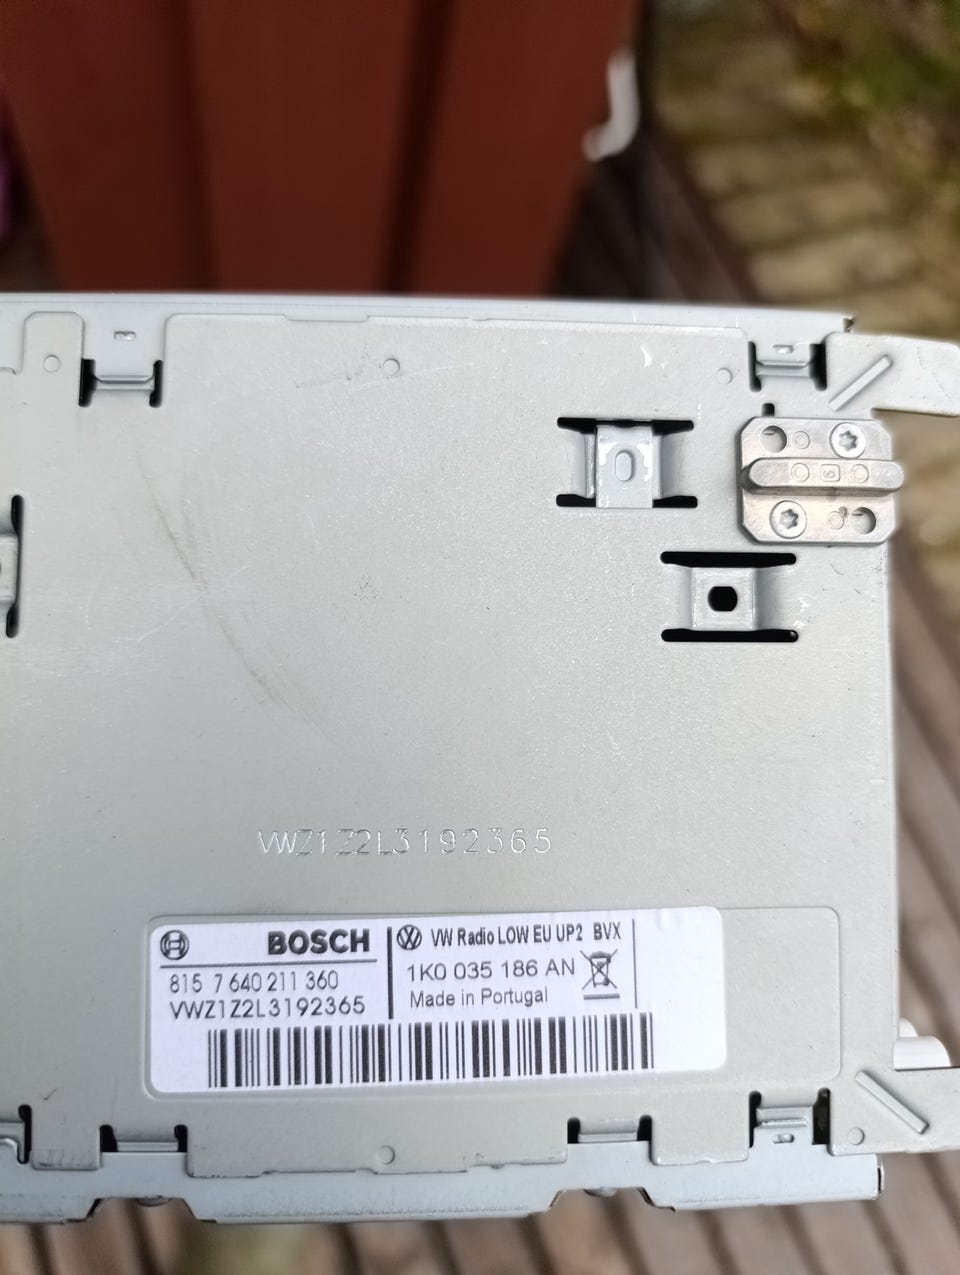 VWZ1Z2L3192365
BOSCH
815 7 640 211 360
VWZ1Z2L3192365
VW Radio LOW EU UP2 BVX
1K0 035 186 AN
Made in Portugal